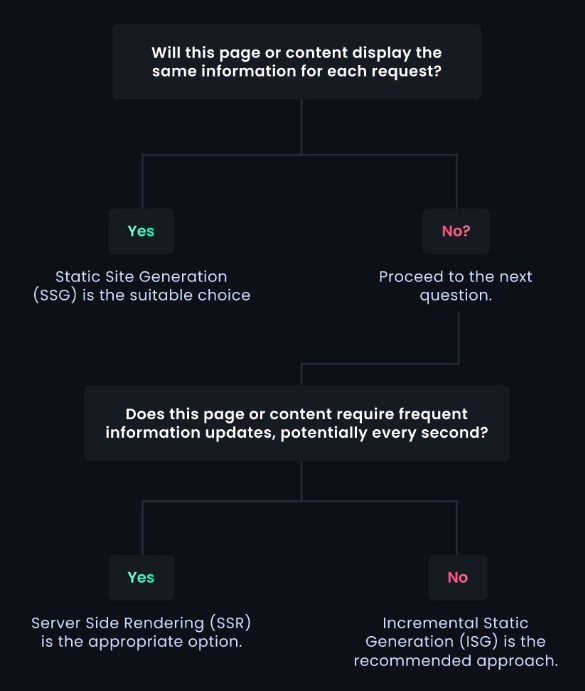 Will this page or content display the
same information for each request?
Yes
No?
Static Site Generation
(SSG) is the suitable choice
Proceed to the next
question.
Does this page or content require frequent
information updates, potentially every second?
Yes
No
Server Side Rendering (SSR)
is the appropriate option.
Incremental Static
Generation (ISG) is the
recommended approach.